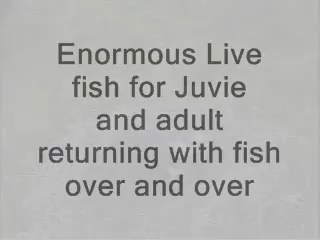 Enormous Live
fish for Juvie
and adult
returning with fish
over and over